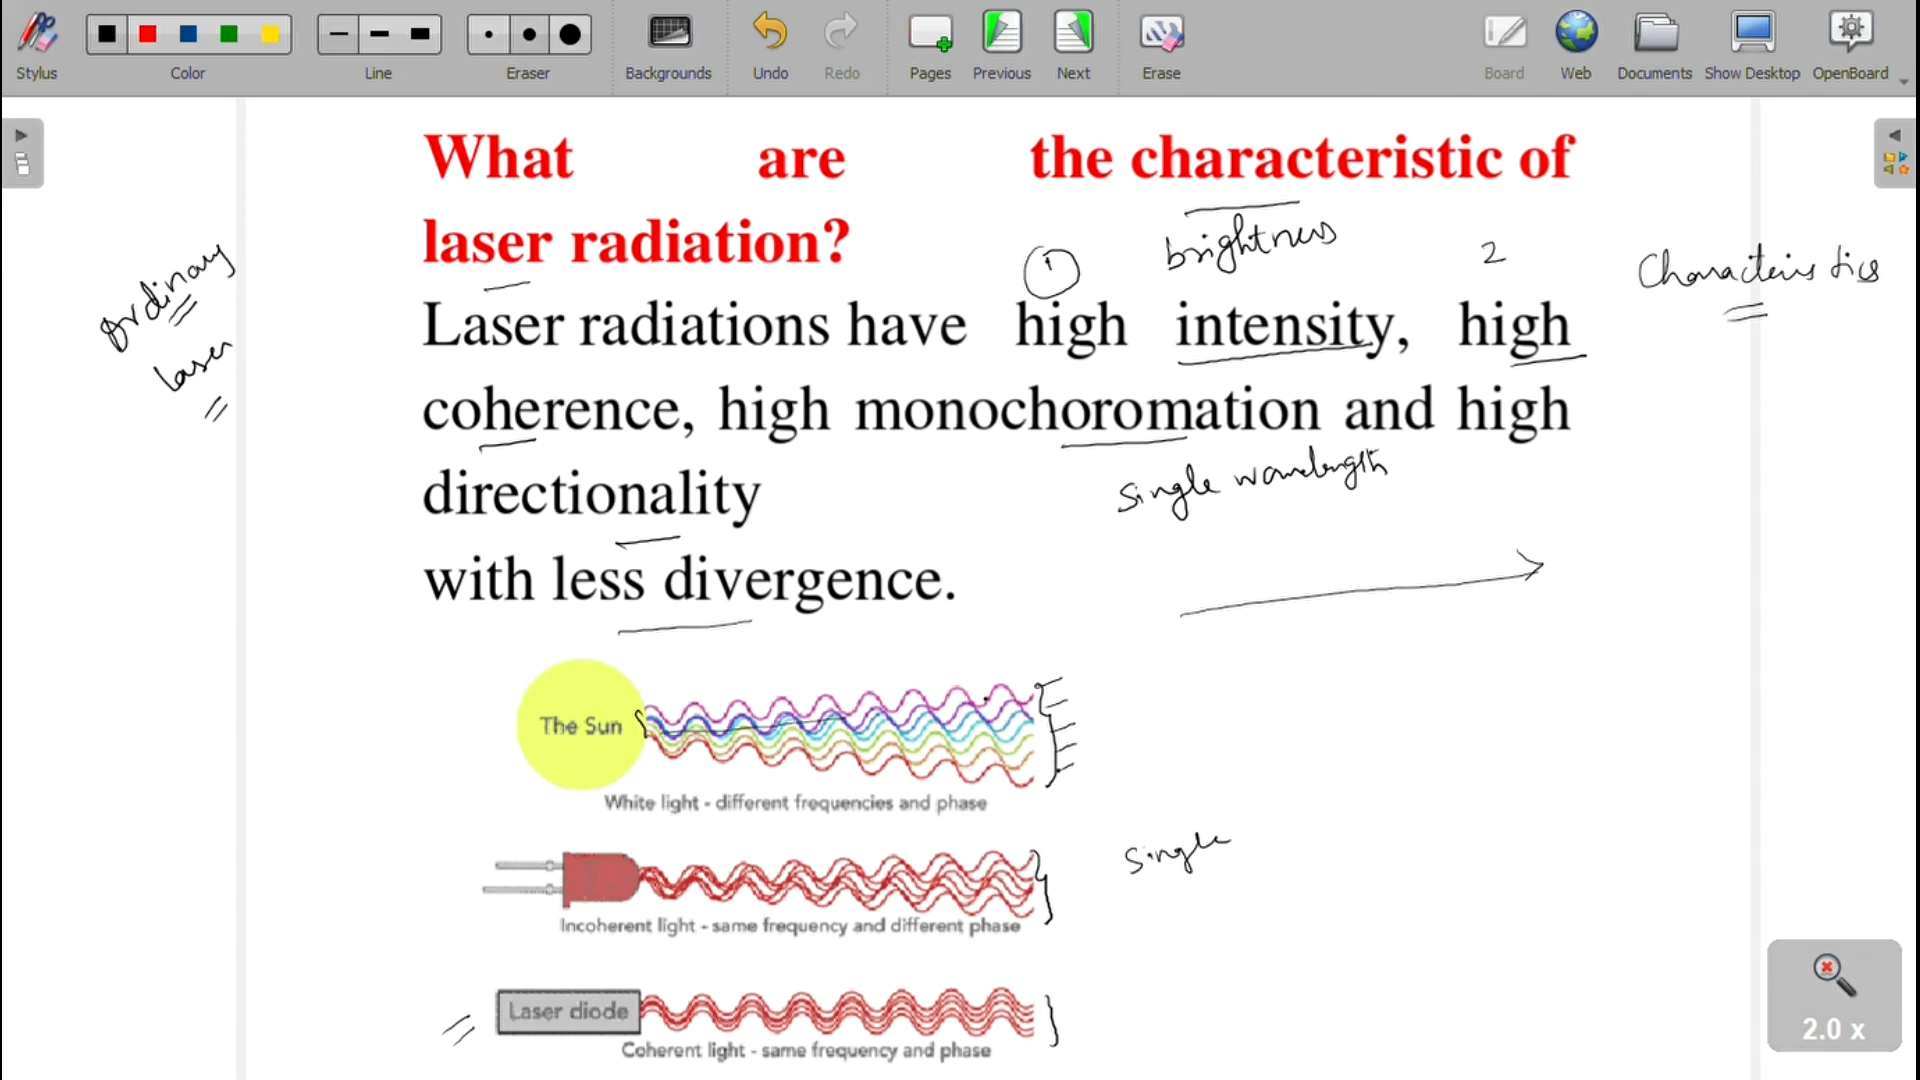 Stylus Color Line Eraser Backgrounds Undo Redo Pages Previous Next Erase Board Web Documents Show Desktop OpenBoard
What are the characteristic of
laser radiation?
brightness
1 2
Characteristics
ordinary
laser
Laser radiations have high intensity, high
coherence, high monochoromation and high
single wavelength
directionality
with less divergence.
The Sun
White light - different frequencies and phase
single
Incoherent light - same frequency and different phase
Laser diode
Coherent light - same frequency and phase
2.0 x